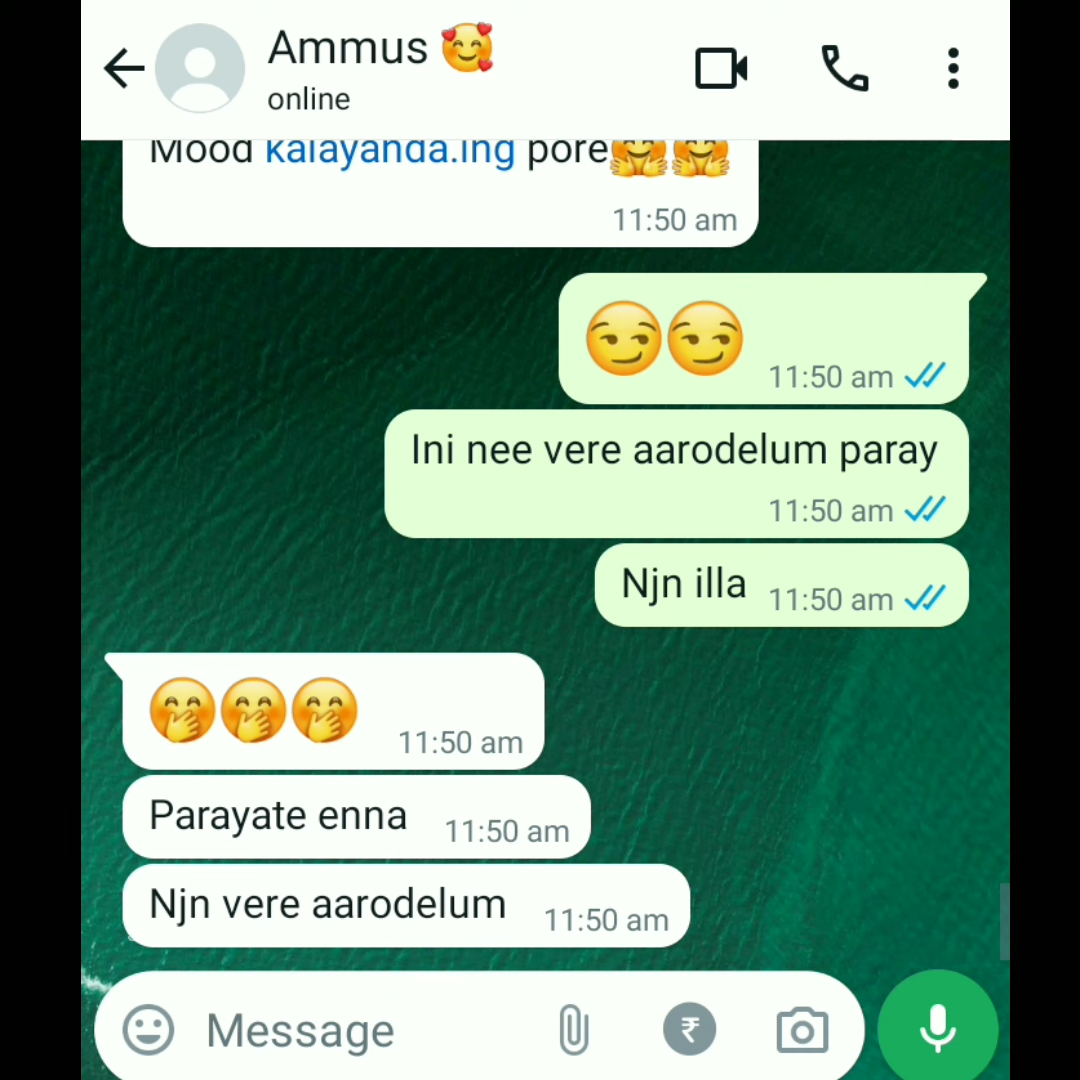 Ammus 🥰
online
Mood kalayanda.ing pore🤗🤗
11:50 am
😏😏 11:50 am
Ini nee vere aarodelum paray
11:50 am
Njn illa 11:50 am
🤭🤭🤭 11:50 am
Parayate enna 11:50 am
Njn vere aarodelum 11:50 am
Message